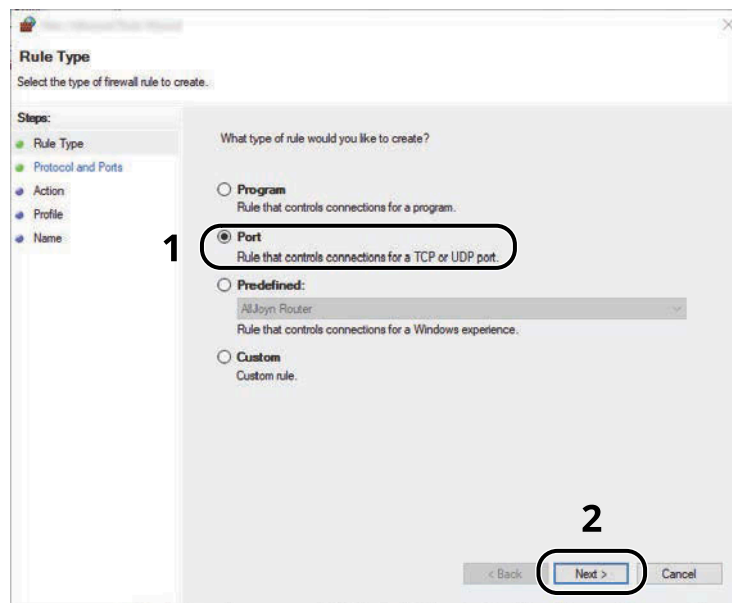 Rule Type
Select the type of firewall rule to create.
Steps:
Rule Type
Protocol and Ports
Action
Profile
Name
What type of rule would you like to create?
Program
Rule that controls connections for a program.
1
Port
Rule that controls connections for a TCP or UDP port.
Predefined:
AllJoyn Router
Rule that controls connections for a Windows experience.
Custom
Custom rule.
2
< Back
Next >
Cancel